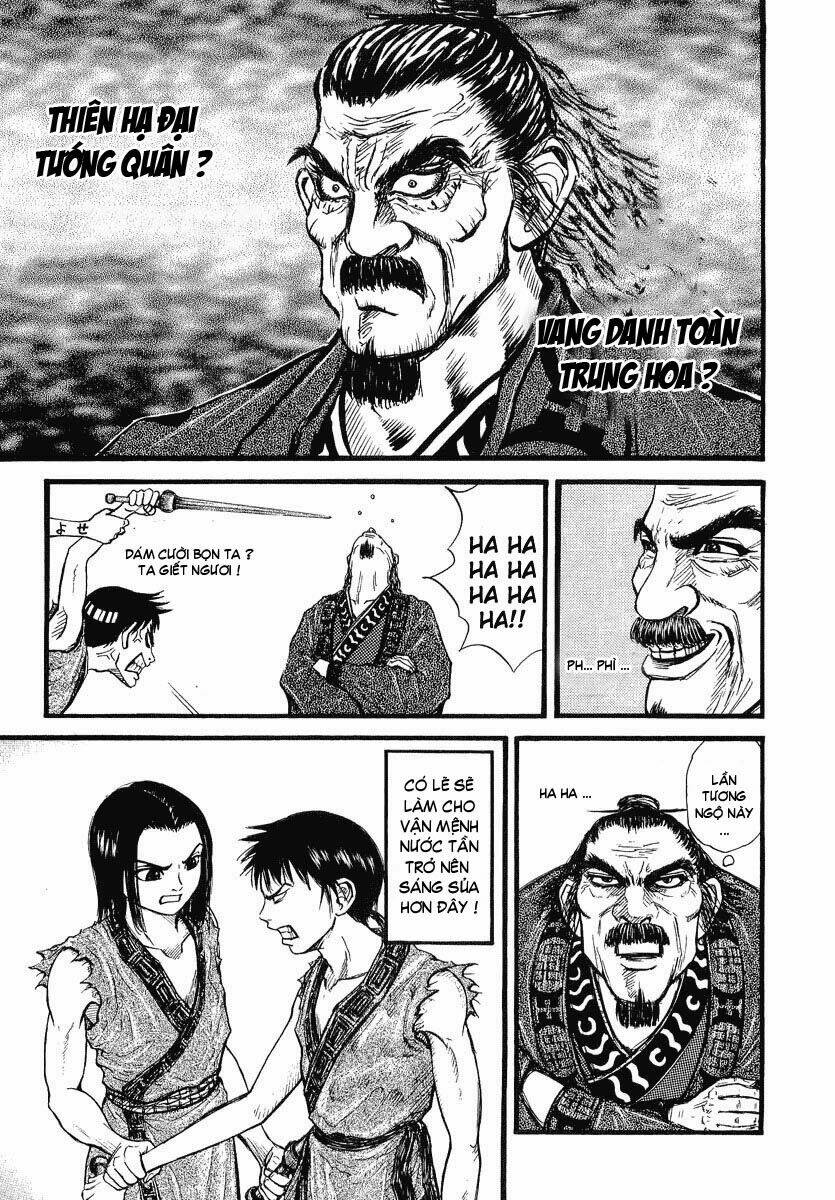 THIÊN HẠ ĐẠI
TƯỚNG QUÂN ?
VANG DANH TOÀN
TRUNG HOA ?
PH... PHÌ ...
HA HA
HA HA
HA HA
HA!!
DÁM CƯỜI BỌN TA ?
TA GIẾT NGƯƠI !
よせ
LẦN
TƯƠNG
NGỘ NÀY
...
HA HA ...
CÓ LẼ SẼ
LÀM CHO
VẬN MỆNH
NƯỚC TẦN
TRỞ NÊN
SÁNG SỦA
HƠN ĐÂY !